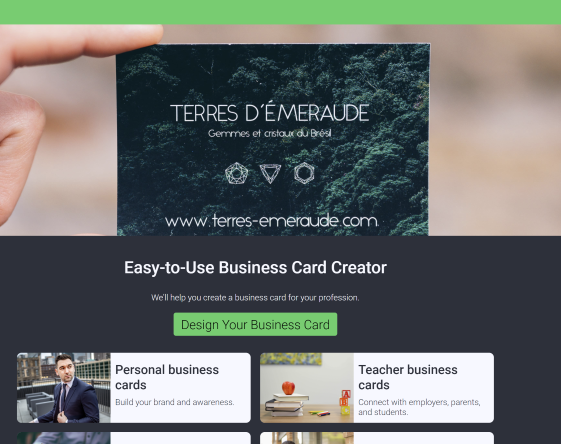 TERRES D'ÉMERAUDE
Gemmes et cristaux du Brésil
www.terres-emeraude.com
Easy-to-Use Business Card Creator
We'll help you create a business card for your profession.
Design Your Business Card
Personal business
cards
Build your brand and awareness.
Teacher business
cards
Connect with employers, parents,
and students.